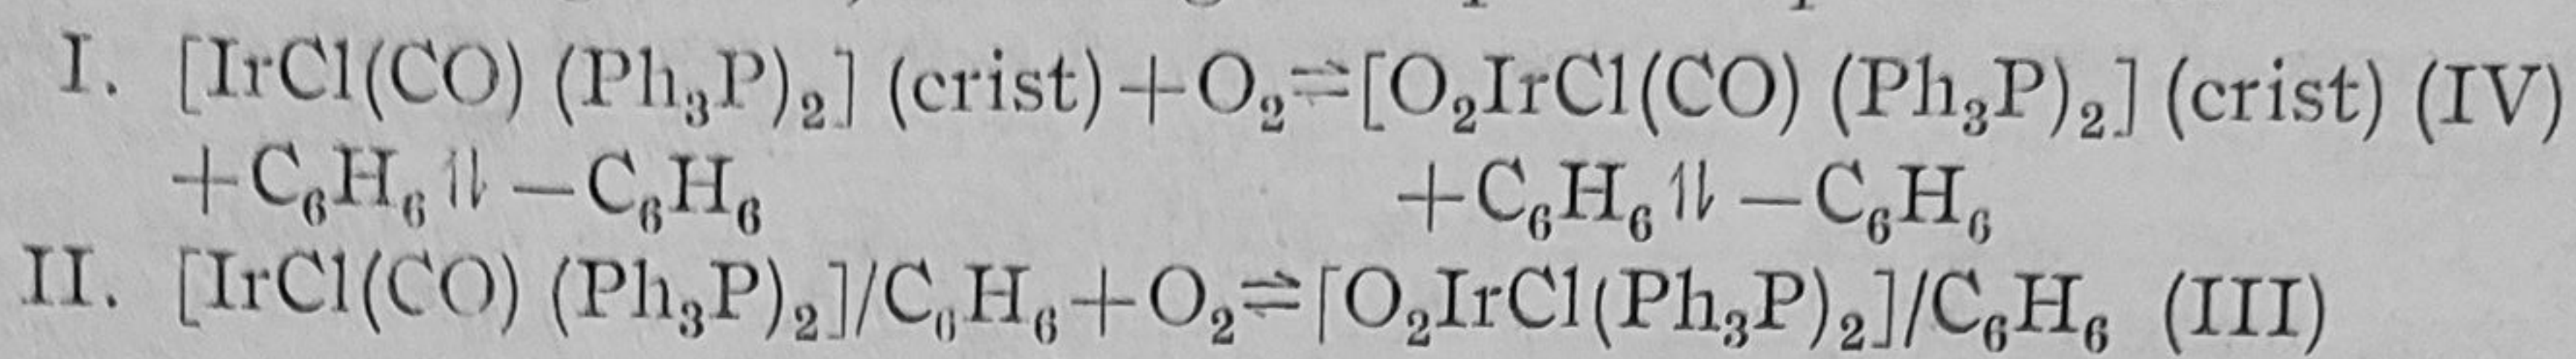 I. [IrCl(CO) (Ph₃P)₂] (crist)+O₂⇌[O₂IrCl(CO) (Ph₃P)₂] (crist) (IV)
+C₆H₆⥮ −C₆H₆ +C₆H₆⥮ −C₆H₆
II. [IrCl(CO) (Ph₃P)₂]/C₆H₆+O₂⇌[O₂IrCl(Ph₃P)₂]/C₆H₆ (III)